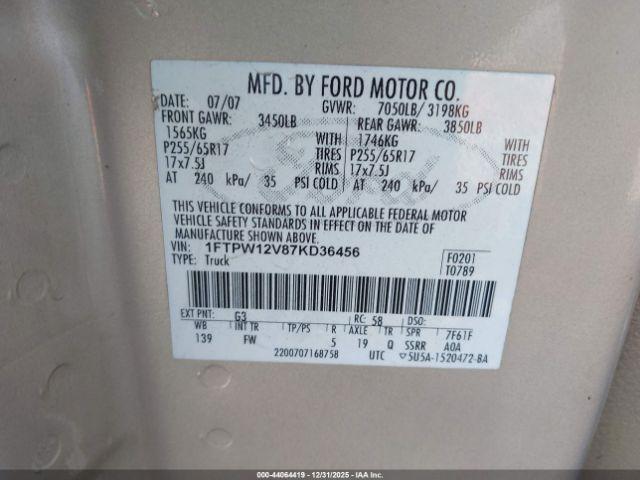 MFD. BY FORD MOTOR CO.
DATE: 07/07 GVWR: 7050LB/ 3198KG
FRONT GAWR: 3450LB REAR GAWR: 3850LB
1565KG WITH 1746KG WITH
P255/65R17 TIRES P255/65R17 TIRES
17x7.5J RIMS 17x7.5J RIMS
AT 240 kPa/ 35 PSI COLD AT 240 kPa/ 35 PSI COLD
THIS VEHICLE CONFORMS TO ALL APPLICABLE FEDERAL MOTOR
VEHICLE SAFETY STANDARDS IN EFFECT ON THE DATE OF
MANUFACTURE SHOWN ABOVE.
VIN: 1FTPW12V87KD36456 F0201
TYPE: Truck T0789
EXT PNT: G3 RC: 58 DSO:
WB INT TR TP/PS R AXLE TR SPR 7F61F
139 FW 5 19 Q SSRR A0A
2200707168758 UTC ▽5U5A-1520472-BA
Ford
000-44064419 - 12/31/2025 - IAAI.COM